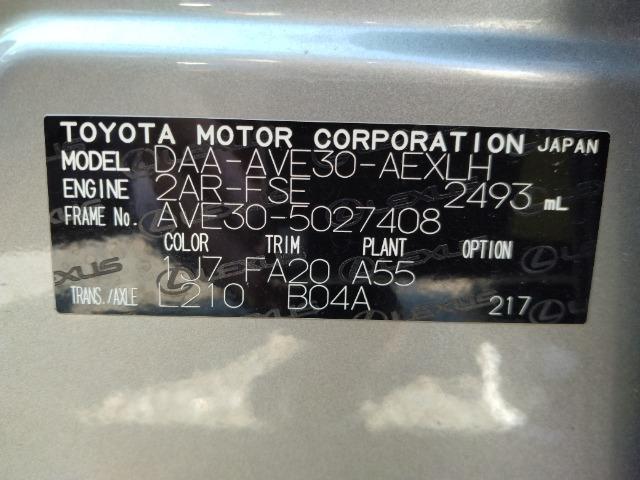 TOYOTA MOTOR CORPORATION JAPAN
MODEL DAA-AVE30-AEXLH
ENGINE 2AR-FSE 2493 mL
FRAME No. AVE30-5027408
COLOR TRIM PLANT OPTION
1J7 FA20 A55
TRANS./AXLE L210 B04A 217